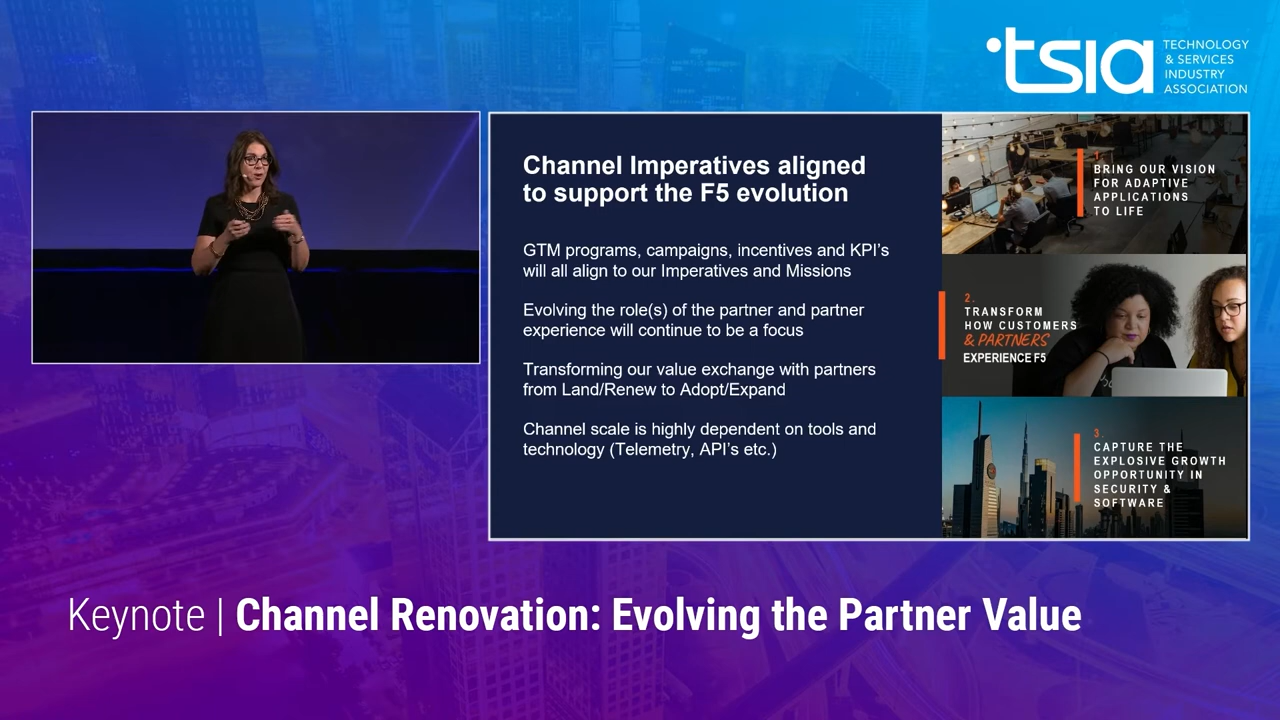 tsia
TECHNOLOGY
& SERVICES
INDUSTRY
ASSOCIATION
Channel Imperatives aligned
to support the F5 evolution
GTM programs, campaigns, incentives and KPI's
will all align to our Imperatives and Missions
Evolving the role(s) of the partner and partner
experience will continue to be a focus
Transforming our value exchange with partners
from Land/Renew to Adopt/Expand
Channel scale is highly dependent on tools and
technology (Telemetry, API's etc.)
1.
BRING OUR VISION
FOR ADAPTIVE
APPLICATIONS
TO LIFE
2.
TRANSFORM
HOW CUSTOMERS
& PARTNERS
EXPERIENCE F5
3.
CAPTURE THE
EXPLOSIVE GROWTH
OPPORTUNITY IN
SECURITY &
SOFTWARE
Keynote | Channel Renovation: Evolving the Partner Value